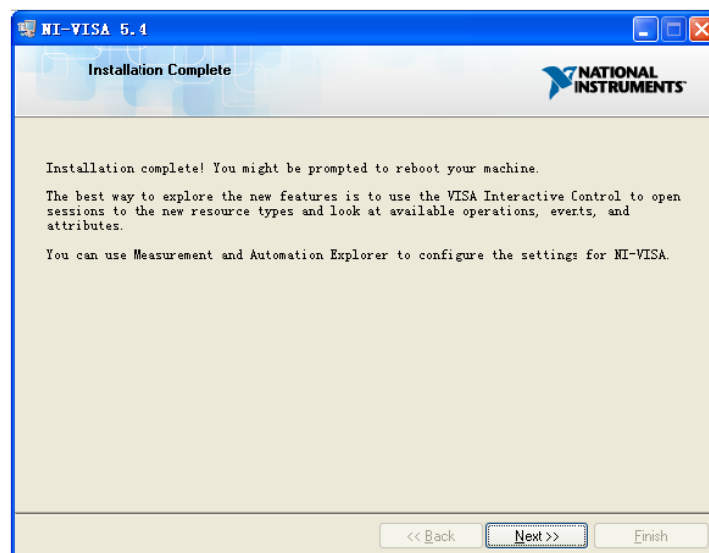 NI-VISA 5.4
Installation Complete
NATIONAL
INSTRUMENTS™
Installation complete! You might be prompted to reboot your machine.
The best way to explore the new features is to use the VISA Interactive Control to open
sessions to the new resource types and look at available operations, events, and
attributes.
You can use Measurement and Automation Explorer to configure the settings for NI-VISA.
<< Back
Next >>
Finish